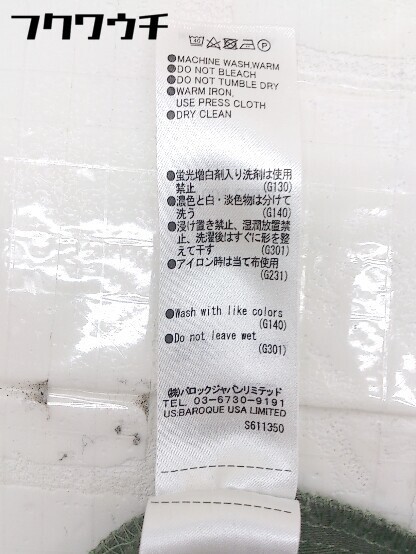 フクワウチ
40 P
●MACHINE WASH,WARM
●DO NOT BLEACH
●DO NOT TUMBLE DRY
●WARM IRON,
USE PRESS CLOTH
●DRY CLEAN
●蛍光増白剤入り洗剤は使用
禁止 (G130)
●濃色と白・淡色物は分けて
洗う (G140)
●浸け置き禁止、湿潤放置禁
止、洗濯後はすぐに形を整
えて干す (G301)
●アイロン時は当て布使用
(G231)
●Wash with like colors
(G140)
●Do not leave wet
(G301)
㈱バロックジャパンリミテッド
TEL. 03-6730-9191
US:BAROQUE USA LIMITED
S611350